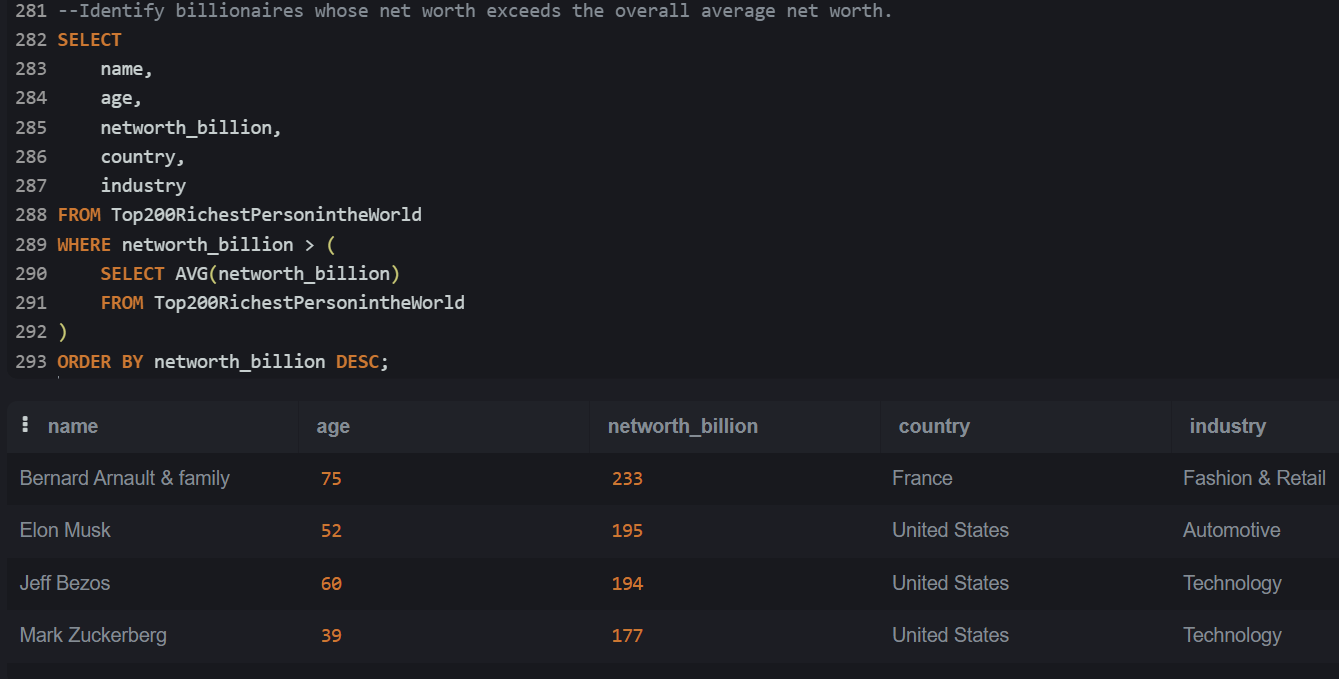 281 --Identify billionaires whose net worth exceeds the overall average net worth.
282 SELECT
283     name,
284     age,
285     networth_billion,
286     country,
287     industry
288 FROM Top200RichestPersonintheWorld
289 WHERE networth_billion > (
290     SELECT AVG(networth_billion)
291     FROM Top200RichestPersonintheWorld
292 )
293 ORDER BY networth_billion DESC;
name age networth_billion country industry
Bernard Arnault & family 75 233 France Fashion & Retail
Elon Musk 52 195 United States Automotive
Jeff Bezos 60 194 United States Technology
Mark Zuckerberg 39 177 United States Technology